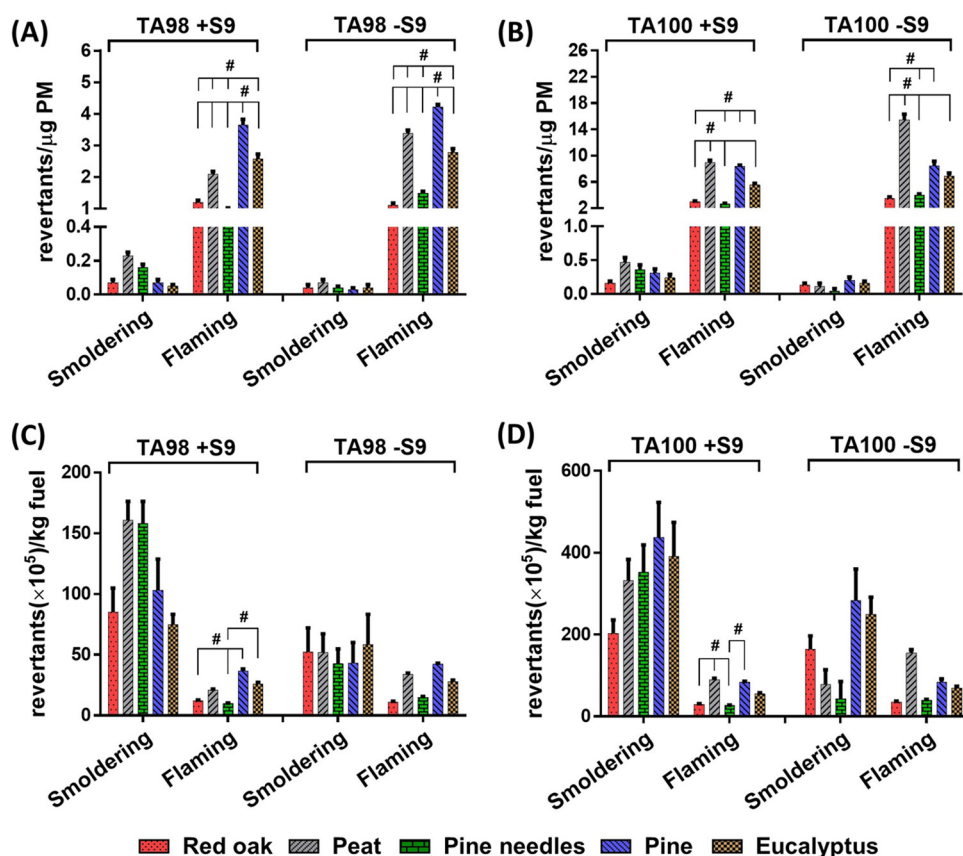 (A)
TA98 +S9
TA98 -S9
revertants/μg PM
6
5
4
3
2
1
0.4
0.2
0.0
#
#
#
#
Smoldering
Flaming
Smoldering
Flaming
(B)
TA100 +S9
TA100 -S9
revertants/μg PM
26
22
18
14
10
6
2
1.0
0.5
0.0
#
#
#
#
Smoldering
Flaming
Smoldering
Flaming
(C)
TA98 +S9
TA98 -S9
revertants(×10⁵)/kg fuel
200
150
100
50
0
#
#
Smoldering
Flaming
Smoldering
Flaming
(D)
TA100 +S9
TA100 -S9
revertants(×10⁵)/kg fuel
600
400
200
0
#
#
Smoldering
Flaming
Smoldering
Flaming
Red oak Peat Pine needles Pine Eucalyptus